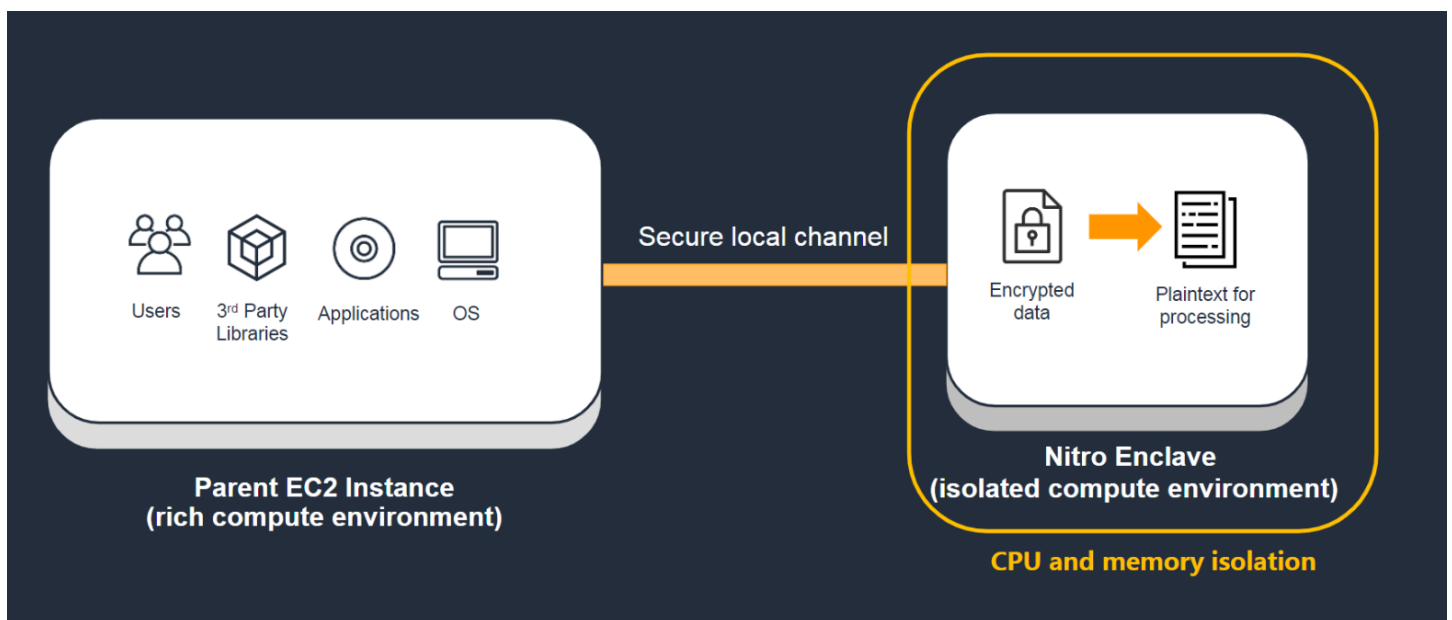 Users
3rd Party
Libraries
Applications
OS
Parent EC2 Instance
(rich compute environment)
Secure local channel
Encrypted
data
Plaintext for
processing
Nitro Enclave
(isolated compute environment)
CPU and memory isolation